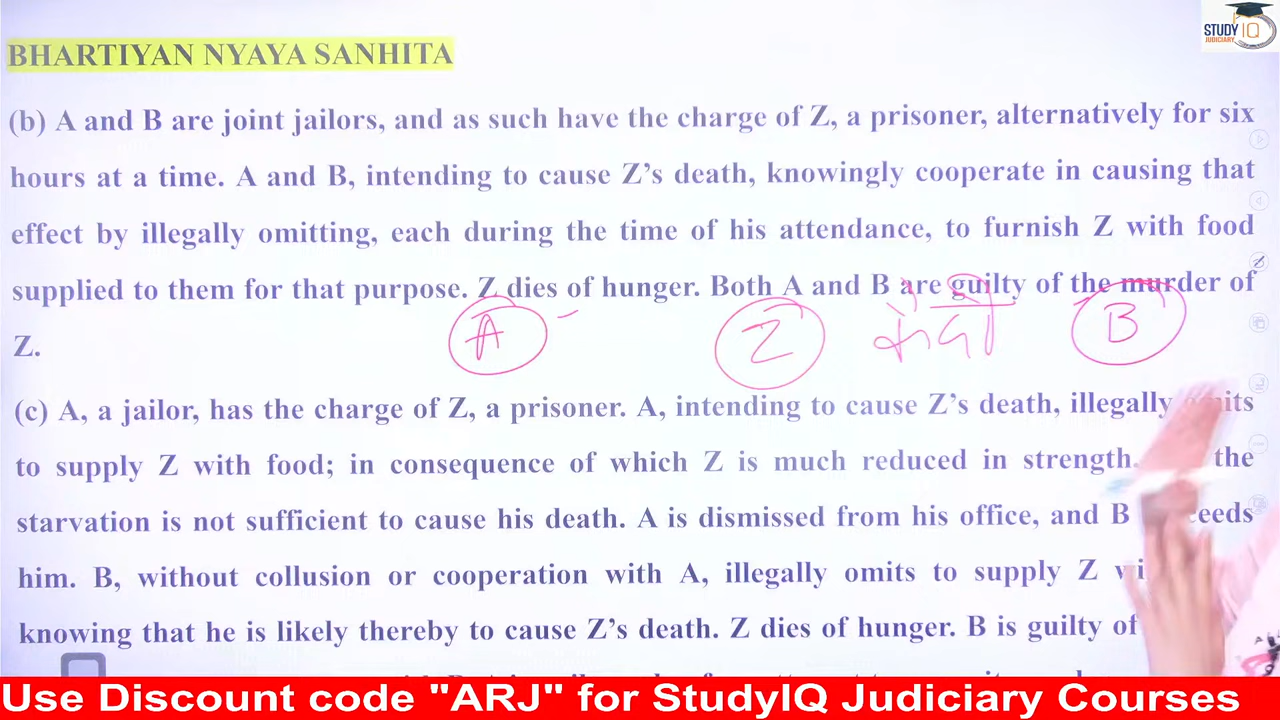 STUDY IQ
JUDICIARY
BHARTIYAN NYAYA SANHITA
(b) A and B are joint jailors, and as such have the charge of Z, a prisoner, alternatively for six
hours at a time. A and B, intending to cause Z's death, knowingly cooperate in causing that
effect by illegally omitting, each during the time of his attendance, to furnish Z with food
supplied to them for that purpose. Z dies of hunger. Both A and B are guilty of the murder of
Z.
A Z B
(c) A, a jailor, has the charge of Z, a prisoner. A, intending to cause Z's death, illegally
to supply Z with food; in consequence of which Z is much reduced in strength. the
starvation is not sufficient to cause his death. A is dismissed from his office, and B
him. B, without collusion or cooperation with A, illegally omits to supply Z
knowing that he is likely thereby to cause Z's death. Z dies of hunger. B is guilty of
Use Discount code "ARJ" for StudyIQ Judiciary Courses